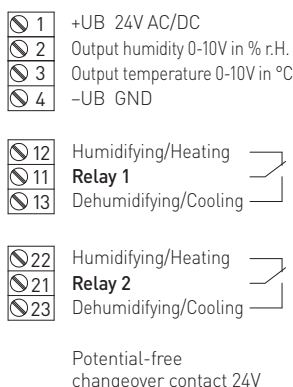 1 +UB 24V AC/DC
2 Output humidity 0-10V in % r.H.
3 Output temperature 0-10V in °C
4 –UB GND
12 Humidifying/Heating
11 Relay 1
13 Dehumidifying/Cooling
22 Humidifying/Heating
21 Relay 2
23 Dehumidifying/Cooling
Potential-free
changeover contact 24V